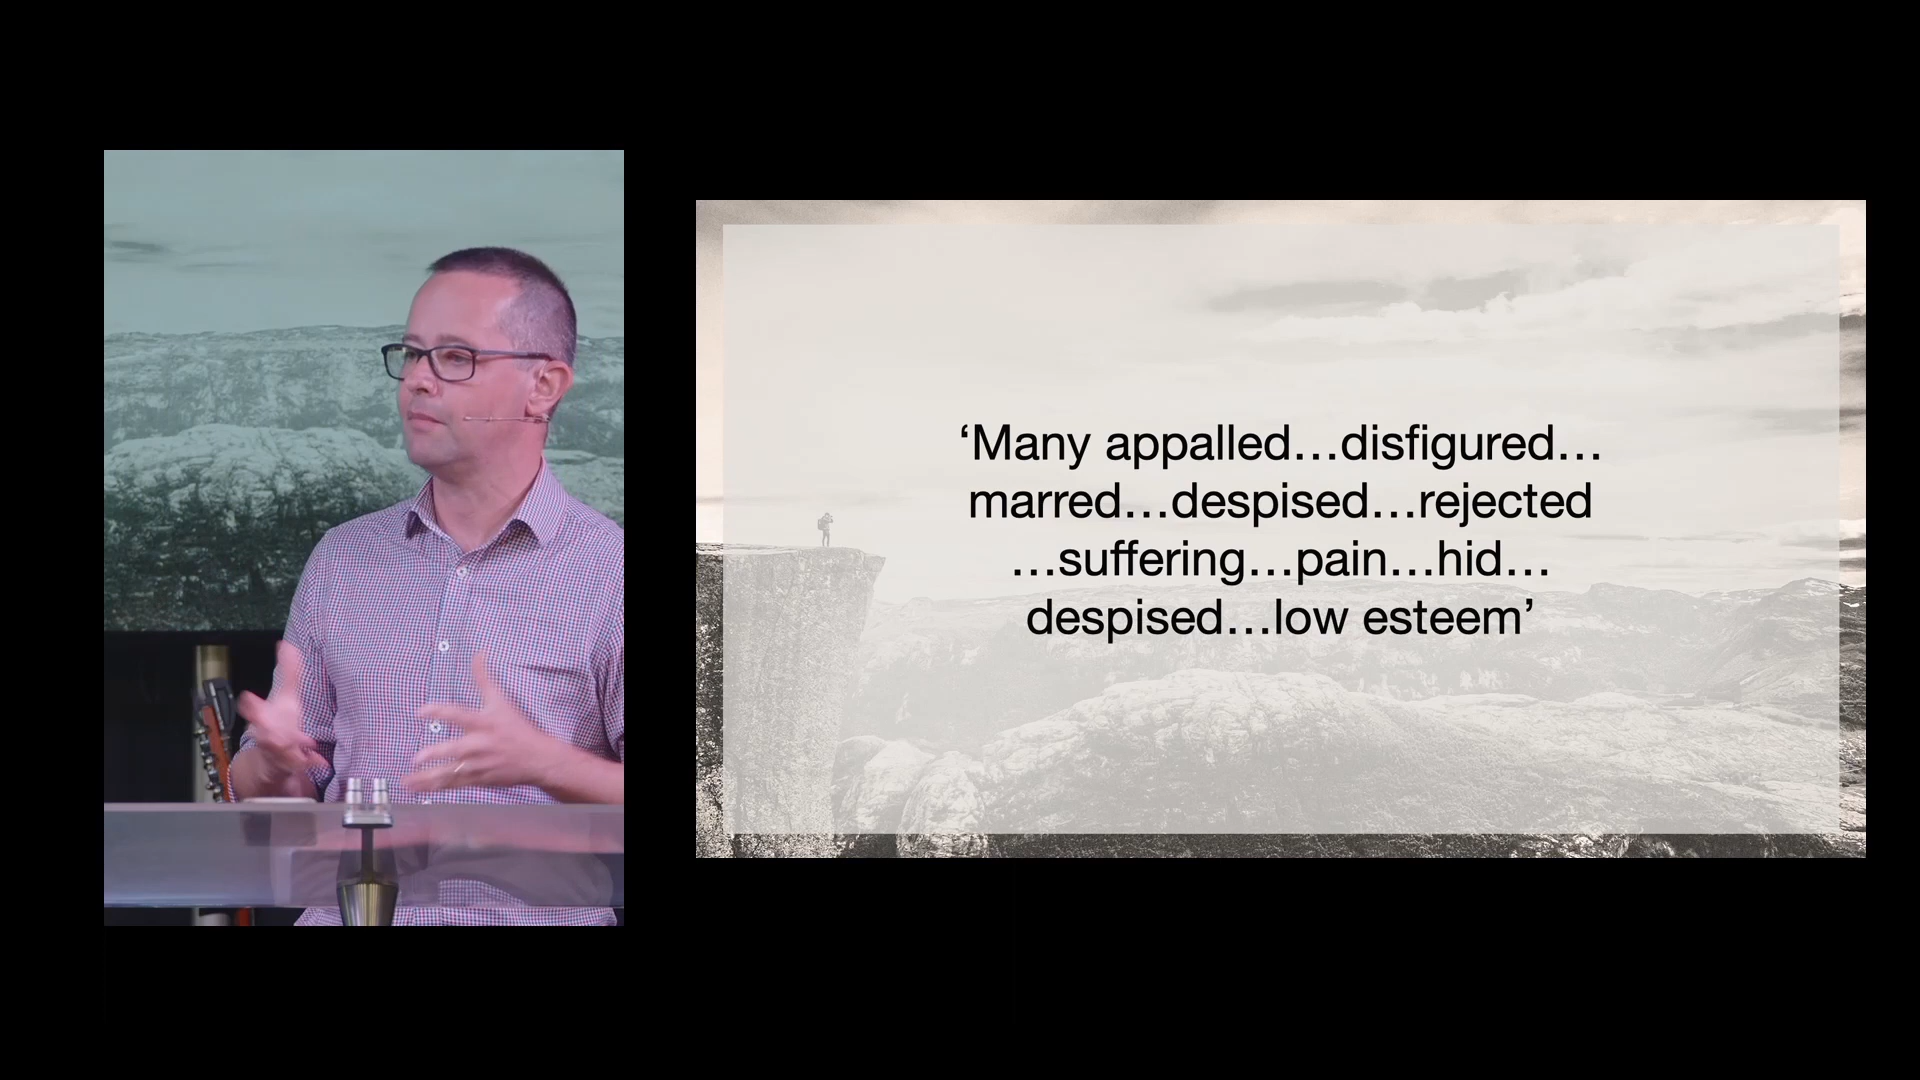 ‘Many appalled…disfigured…
marred…despised…rejected
…suffering…pain…hid…
despised…low esteem’